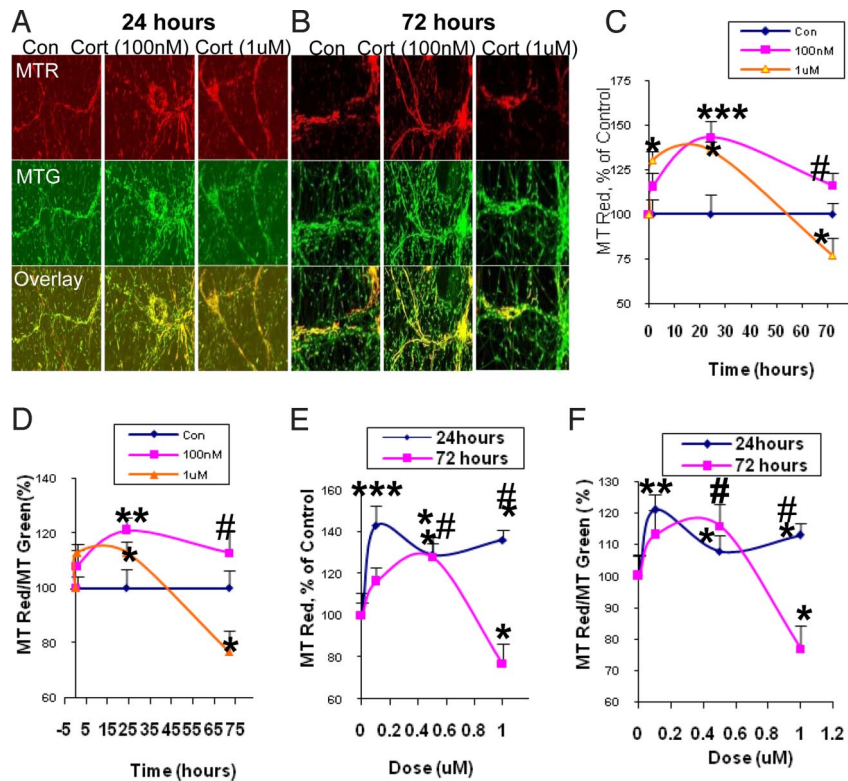 A 24 hours
Con Cort (100nM) Cort (1uM)
MTR
MTG
Overlay
B 72 hours
Con Cort (100nM) Cort (1uM)
C
Con
100nM
1uM
MT Red, % of Control
175
150
125
100
75
50
*
***
*
#
*
0 10 20 30 40 50 60 70
Time (hours)
D
Con
100nM
1uM
MT Red/MT Green(%)
140
120
100
80
60
**
*
#
*
-5 5 15 25 35 45 55 65 75
Time (hours)
E
24hours
72 hours
MT Red, % of Control
160
140
120
100
80
60
***
*
** #
#
*
*
0 0.2 0.4 0.6 0.8 1
Dose (uM)
F
24hours
72 hours
MT Red/MT Green (%)
130
120
110
100
90
80
70
60
**
#
*
#
*
*
0 0.2 0.4 0.6 0.8 1 1.2
Dose (uM)